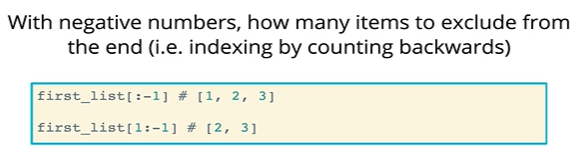 With negative numbers, how many items to exclude from
the end (i.e. indexing by counting backwards)
first_list[:-1] # [1, 2, 3]
first_list[1:-1] # [2, 3]